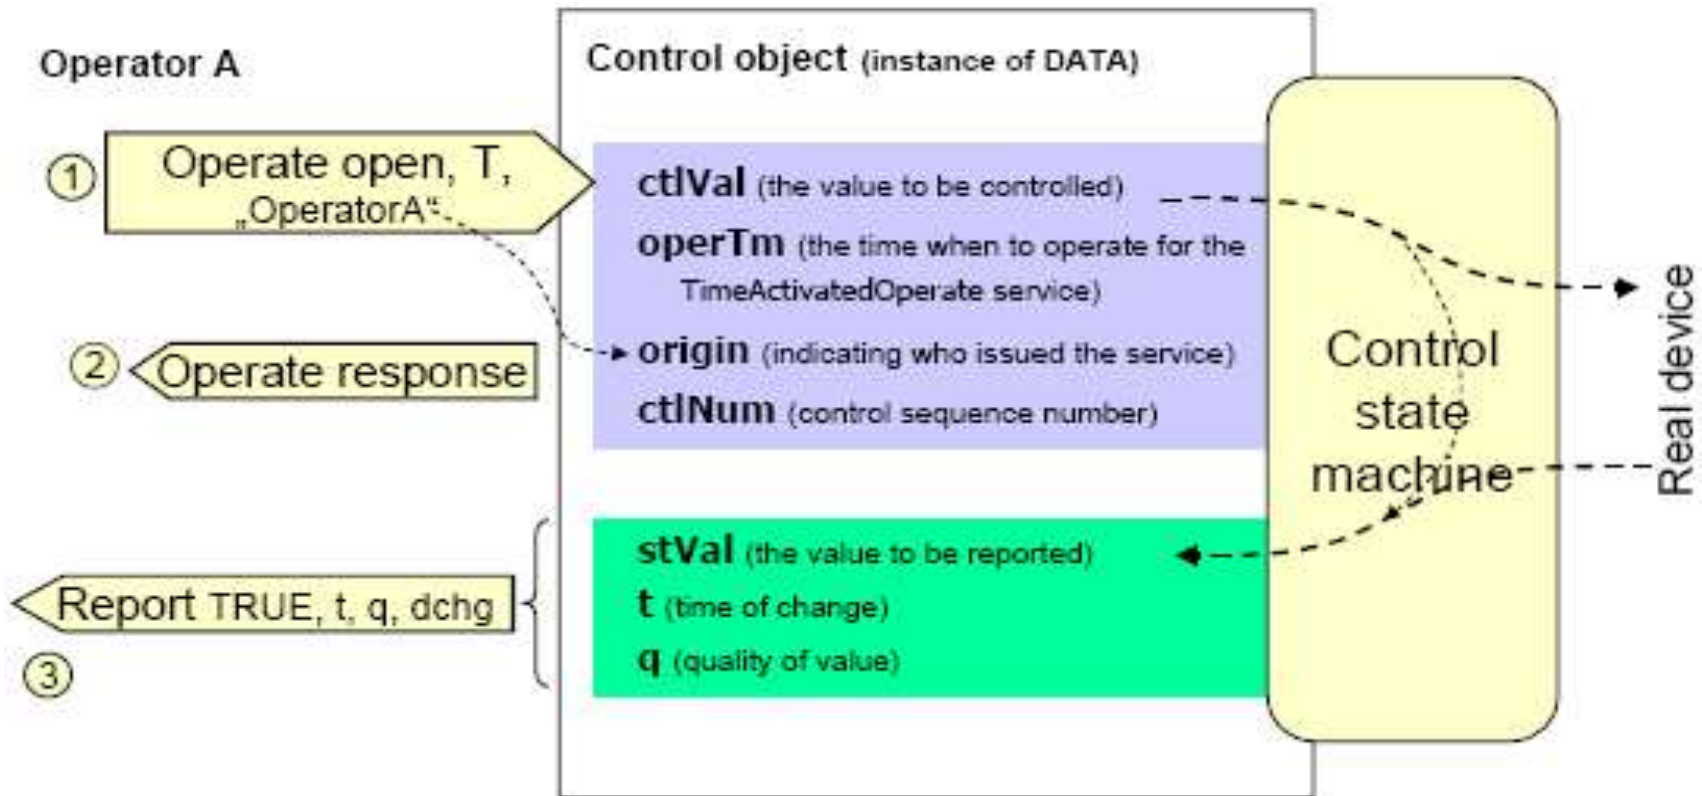 Operator A
Control object (instance of DATA)
1
Operate open, T,
„OperatorA“
ctlVal (the value to be controlled)
operTm (the time when to operate for the
TimeActivatedOperate service)
2
Operate response
origin (indicating who issued the service)
ctlNum (control sequence number)
Control
state
machine
Real device
Report TRUE, t, q, dchg
3
stVal (the value to be reported)
t (time of change)
q (quality of value)